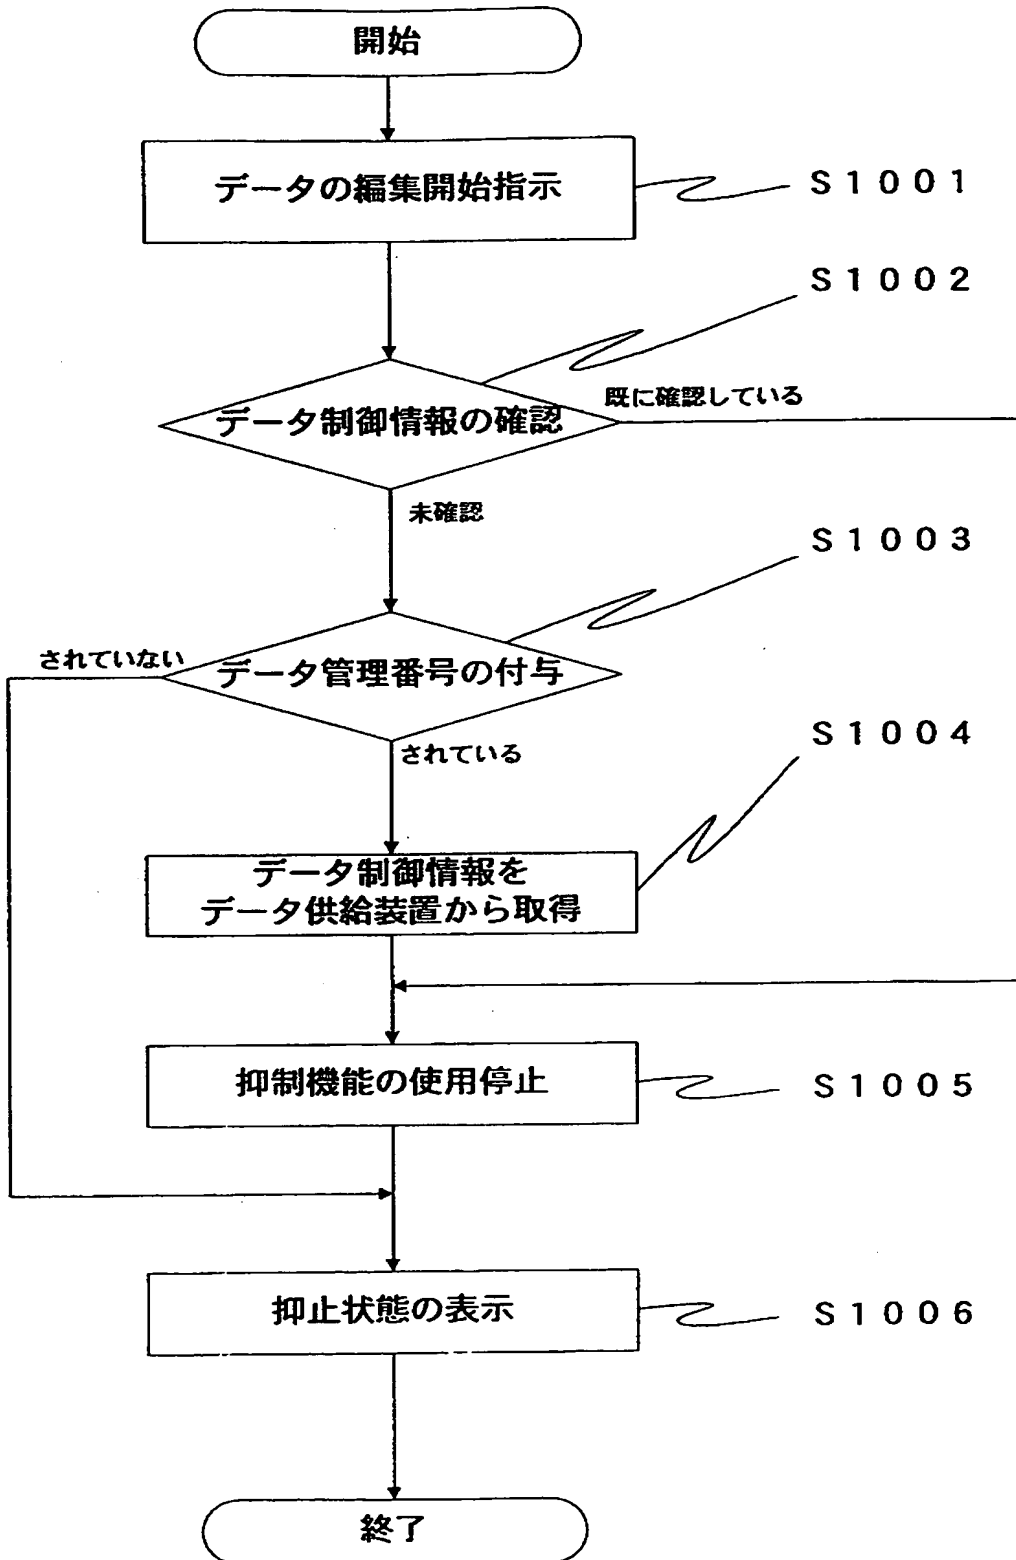 開始
データの編集開始指示
S1001
S1002
既に確認している
データ制御情報の確認
未確認
S1003
されていない
データ管理番号の付与
されている
S1004
データ制御情報を
データ供給装置から取得
抑制機能の使用停止
S1005
抑止状態の表示
S1006
終了